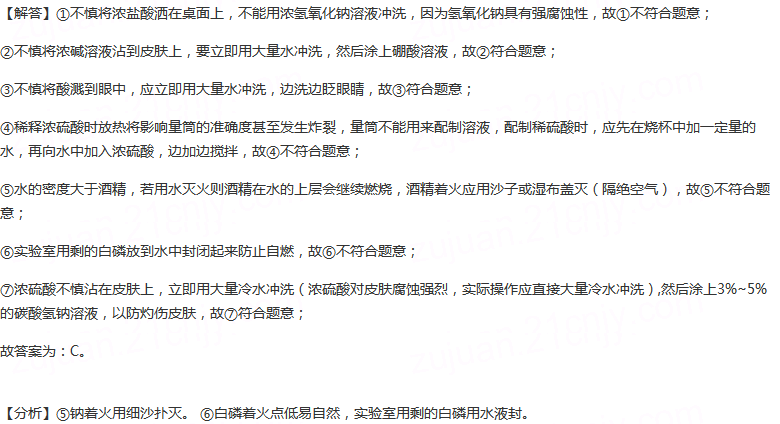 【解答】①不慎将浓盐酸洒在桌面上，不能用浓氢氧化钠溶液冲洗，因为氢氧化钠具有强腐蚀性，故①不符合题意；
②不慎将浓碱溶液沾到皮肤上，要立即用大量水冲洗，然后涂上硼酸溶液，故②符合题意；
③不慎将酸溅到眼中，应立即用大量水冲洗，边洗边眨眼睛，故③符合题意；
④稀释浓硫酸时放热将影响量筒的准确度甚至发生炸裂，量筒不能用来配制溶液，配制稀硫酸时，应先在烧杯中加一定量的
水，再向水中加入浓硫酸，边加边搅拌，故④不符合题意；
⑤水的密度大于酒精，若用水灭火则酒精在水的上层会继续燃烧，酒精着火应用沙子或湿布盖灭（隔绝空气），故⑤不符合题
意；
⑥实验室用剩的白磷放到水中封闭起来防止自燃，故⑥不符合题意；
⑦浓硫酸不慎沾在皮肤上，立即用大量冷水冲洗（浓硫酸对皮肤腐蚀强烈，实际操作应直接大量冷水冲洗）,然后涂上3%~5%
的碳酸氢钠溶液，以防灼伤皮肤，故⑦符合题意；
故答案为：C。
【分析】⑤钠着火用细沙扑灭。 ⑥白磷着火点低易自然，实验室用剩的白磷用水液封。